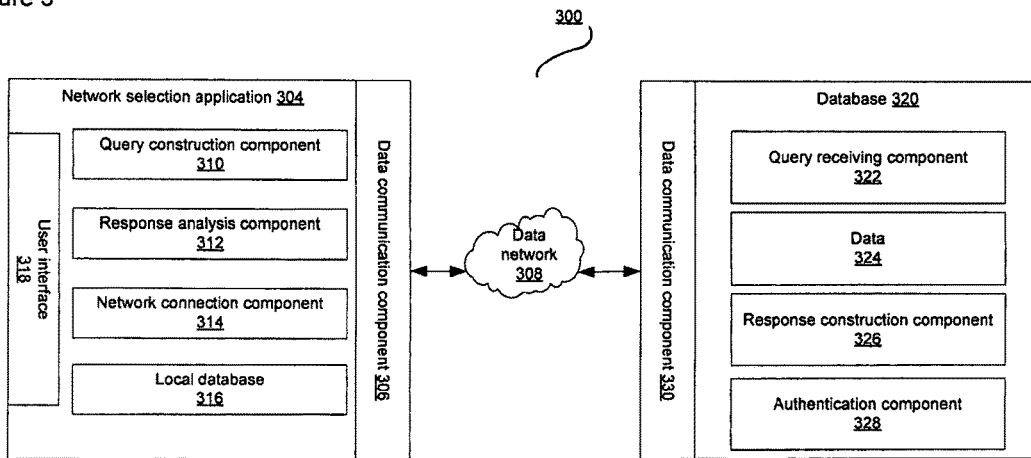 300
Network selection application 304
Query construction component
310
Response analysis component
312
Network connection component
314
Local database
316
User interface
318
Data communication component 306
Data
network
308
Data communication component
330
Database 320
Query receiving component
322
Data
324
Response construction component
326
Authentication component
328